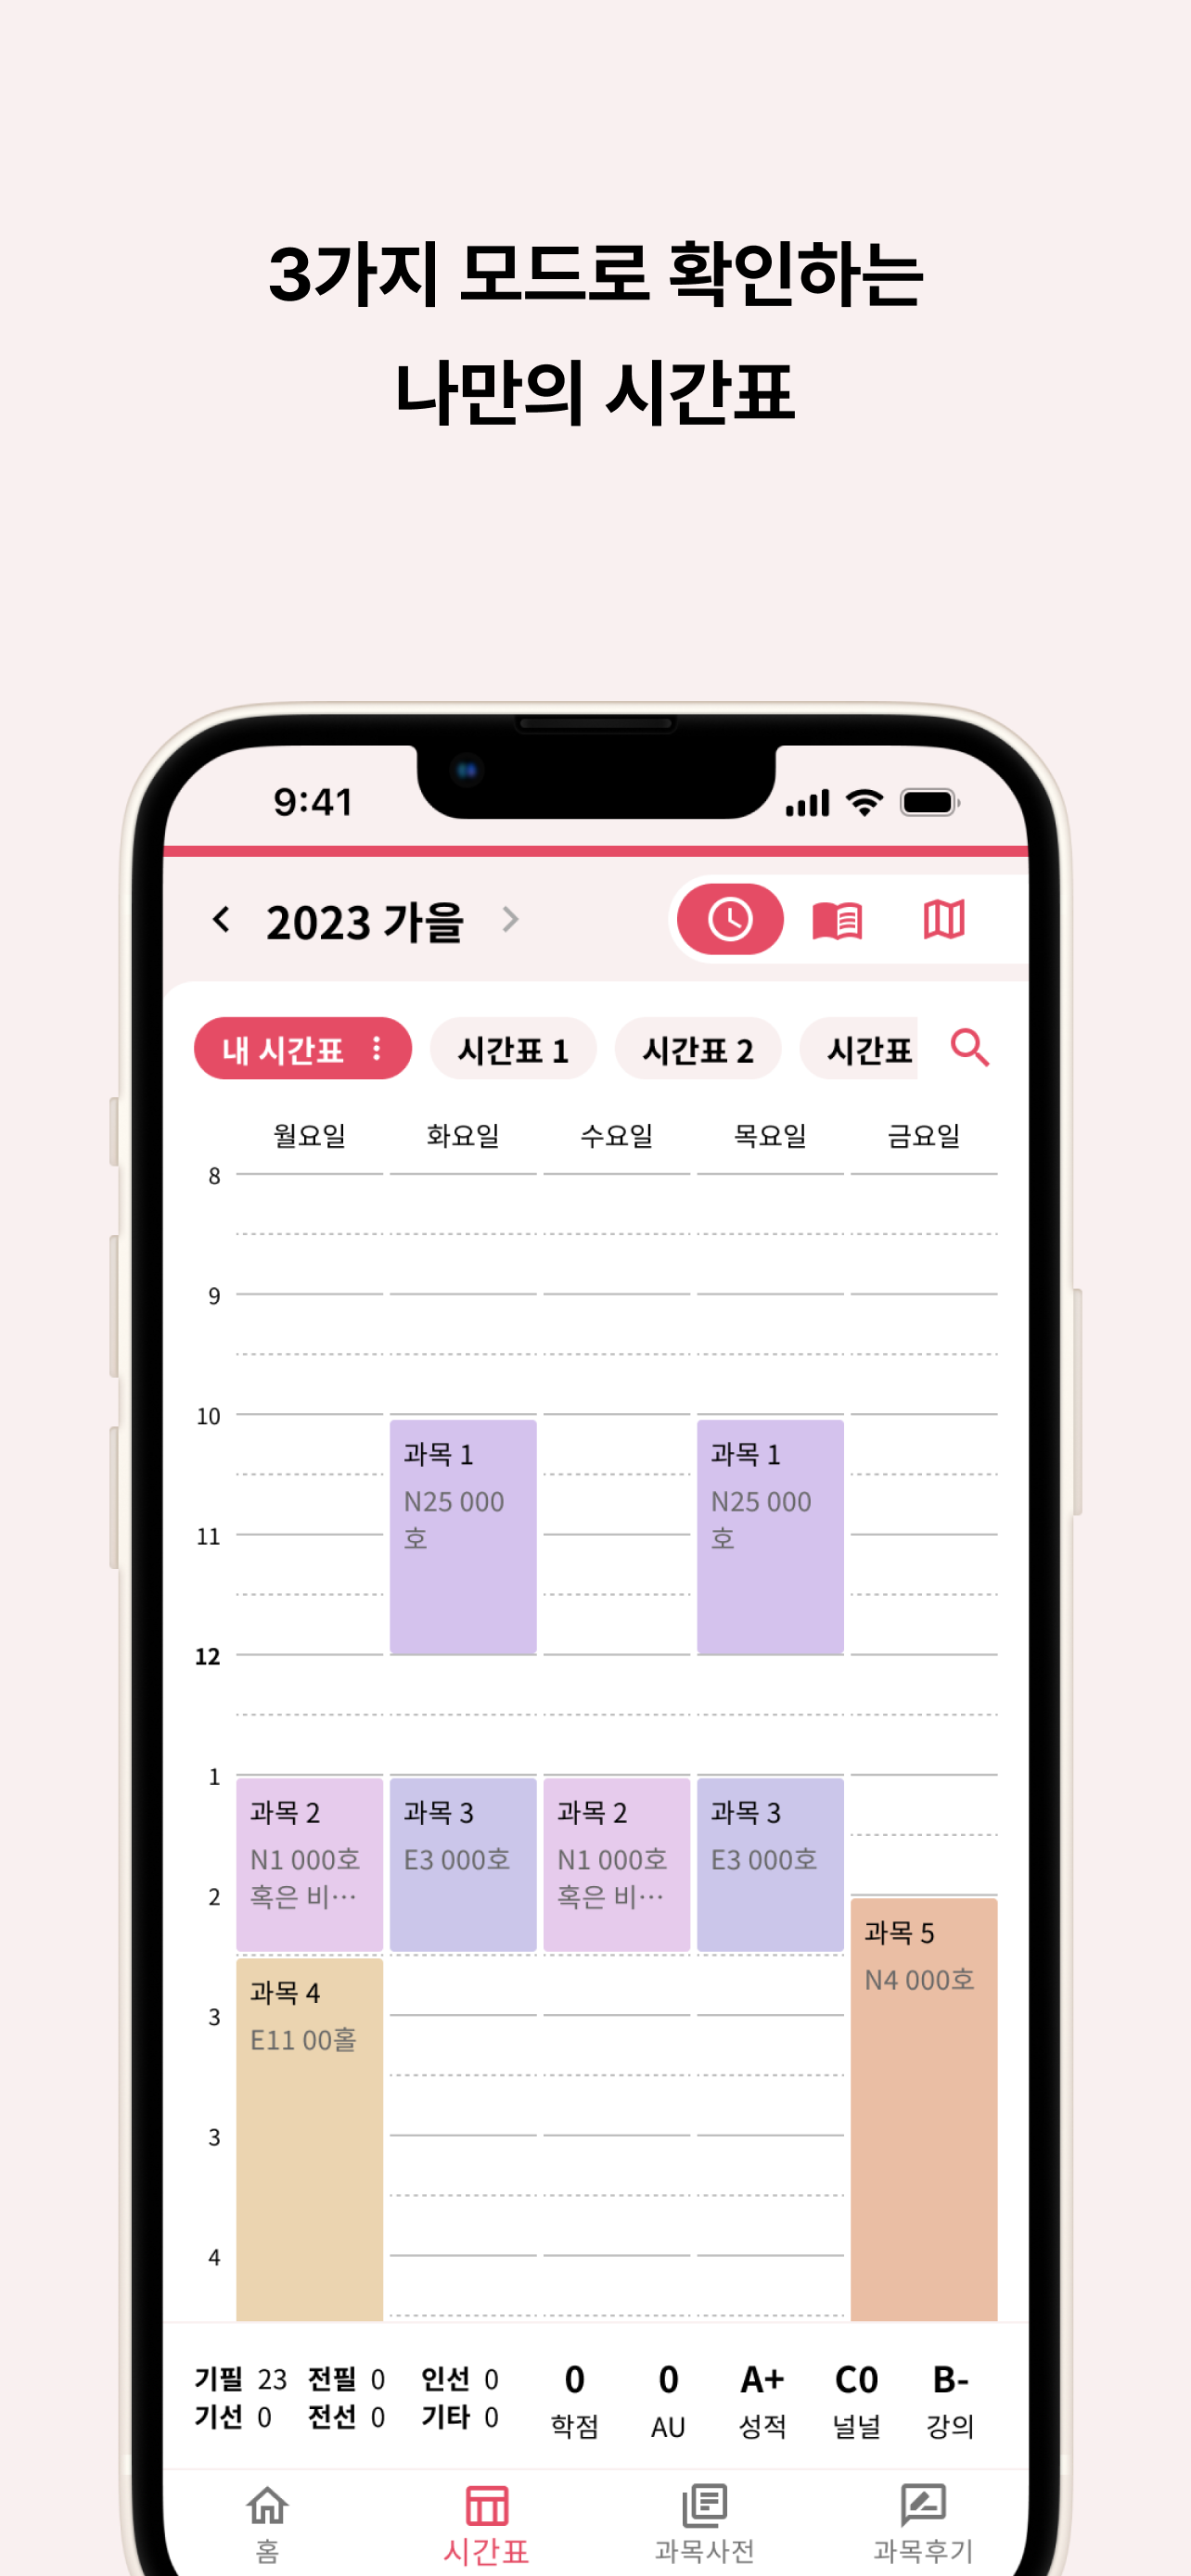 3가지 모드로 확인하는
나만의 시간표
9:41
2023 가을
내 시간표 시간표 1 시간표 2 시간표
월요일 화요일 수요일 목요일 금요일
8
9
10
과목 1 과목 1
N25 000 N25 000
호 호
11
12
1
과목 2 과목 3 과목 2 과목 3
N1 000호 E3 000호 N1 000호 E3 000호
혹은 비… 혹은 비…
2
과목 5
N4 000호
과목 4
3
E11 00홀
3
4
기필 23 전필 0 인선 0
기선 0 전선 0 기타 0
0 0 A+ C0 B-
학점 AU 성적 널널 강의
홈 시간표 과목사전 과목후기